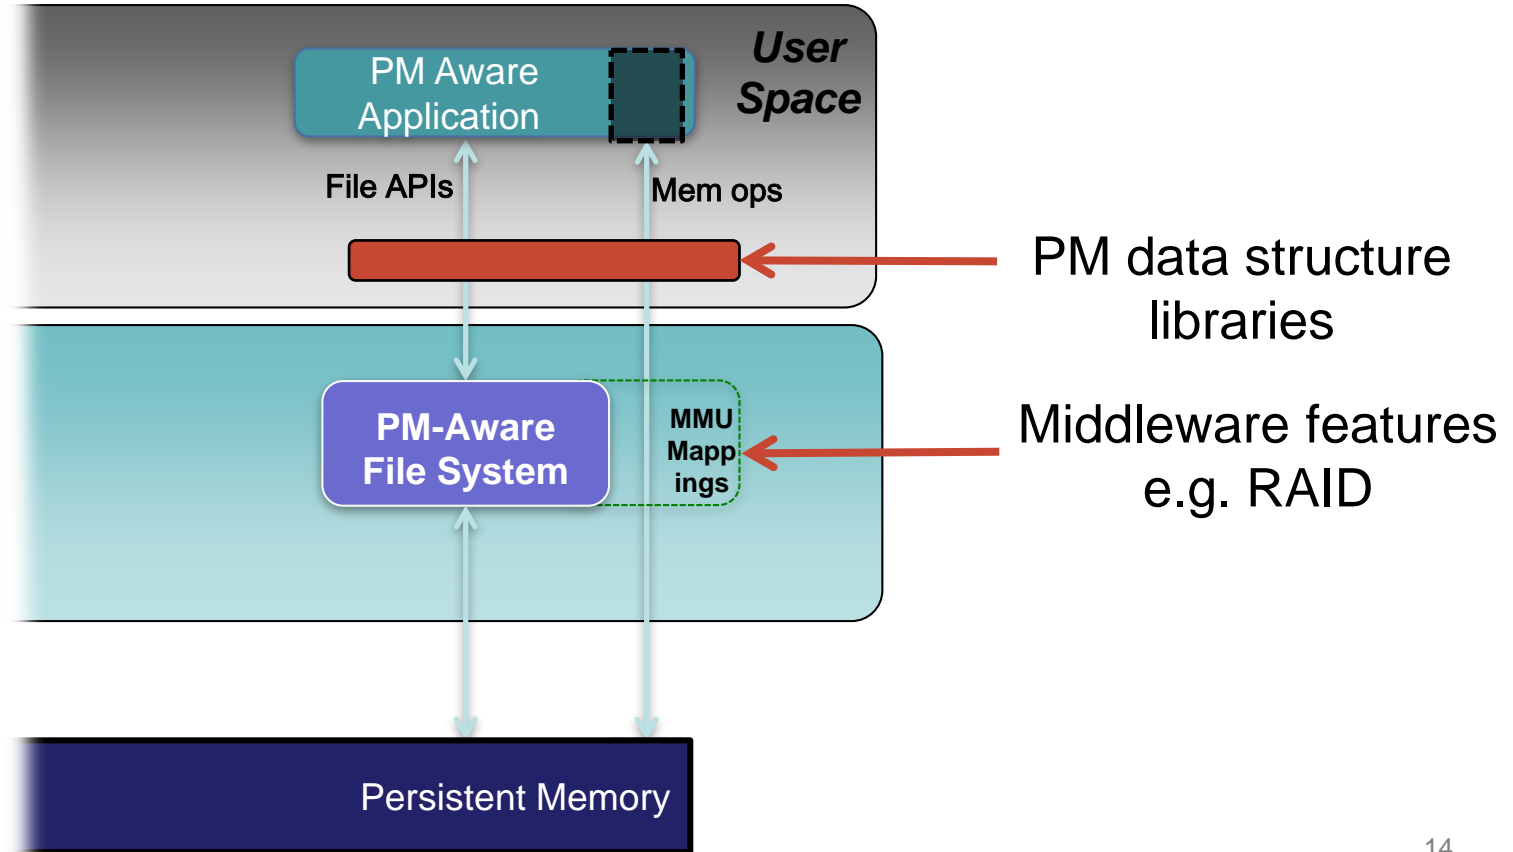 User
Space
PM Aware
Application
File APIs
Mem ops
PM data structure
libraries
PM-Aware
File System
MMU
Mapp
ings
Middleware features
e.g. RAID
Persistent Memory
14